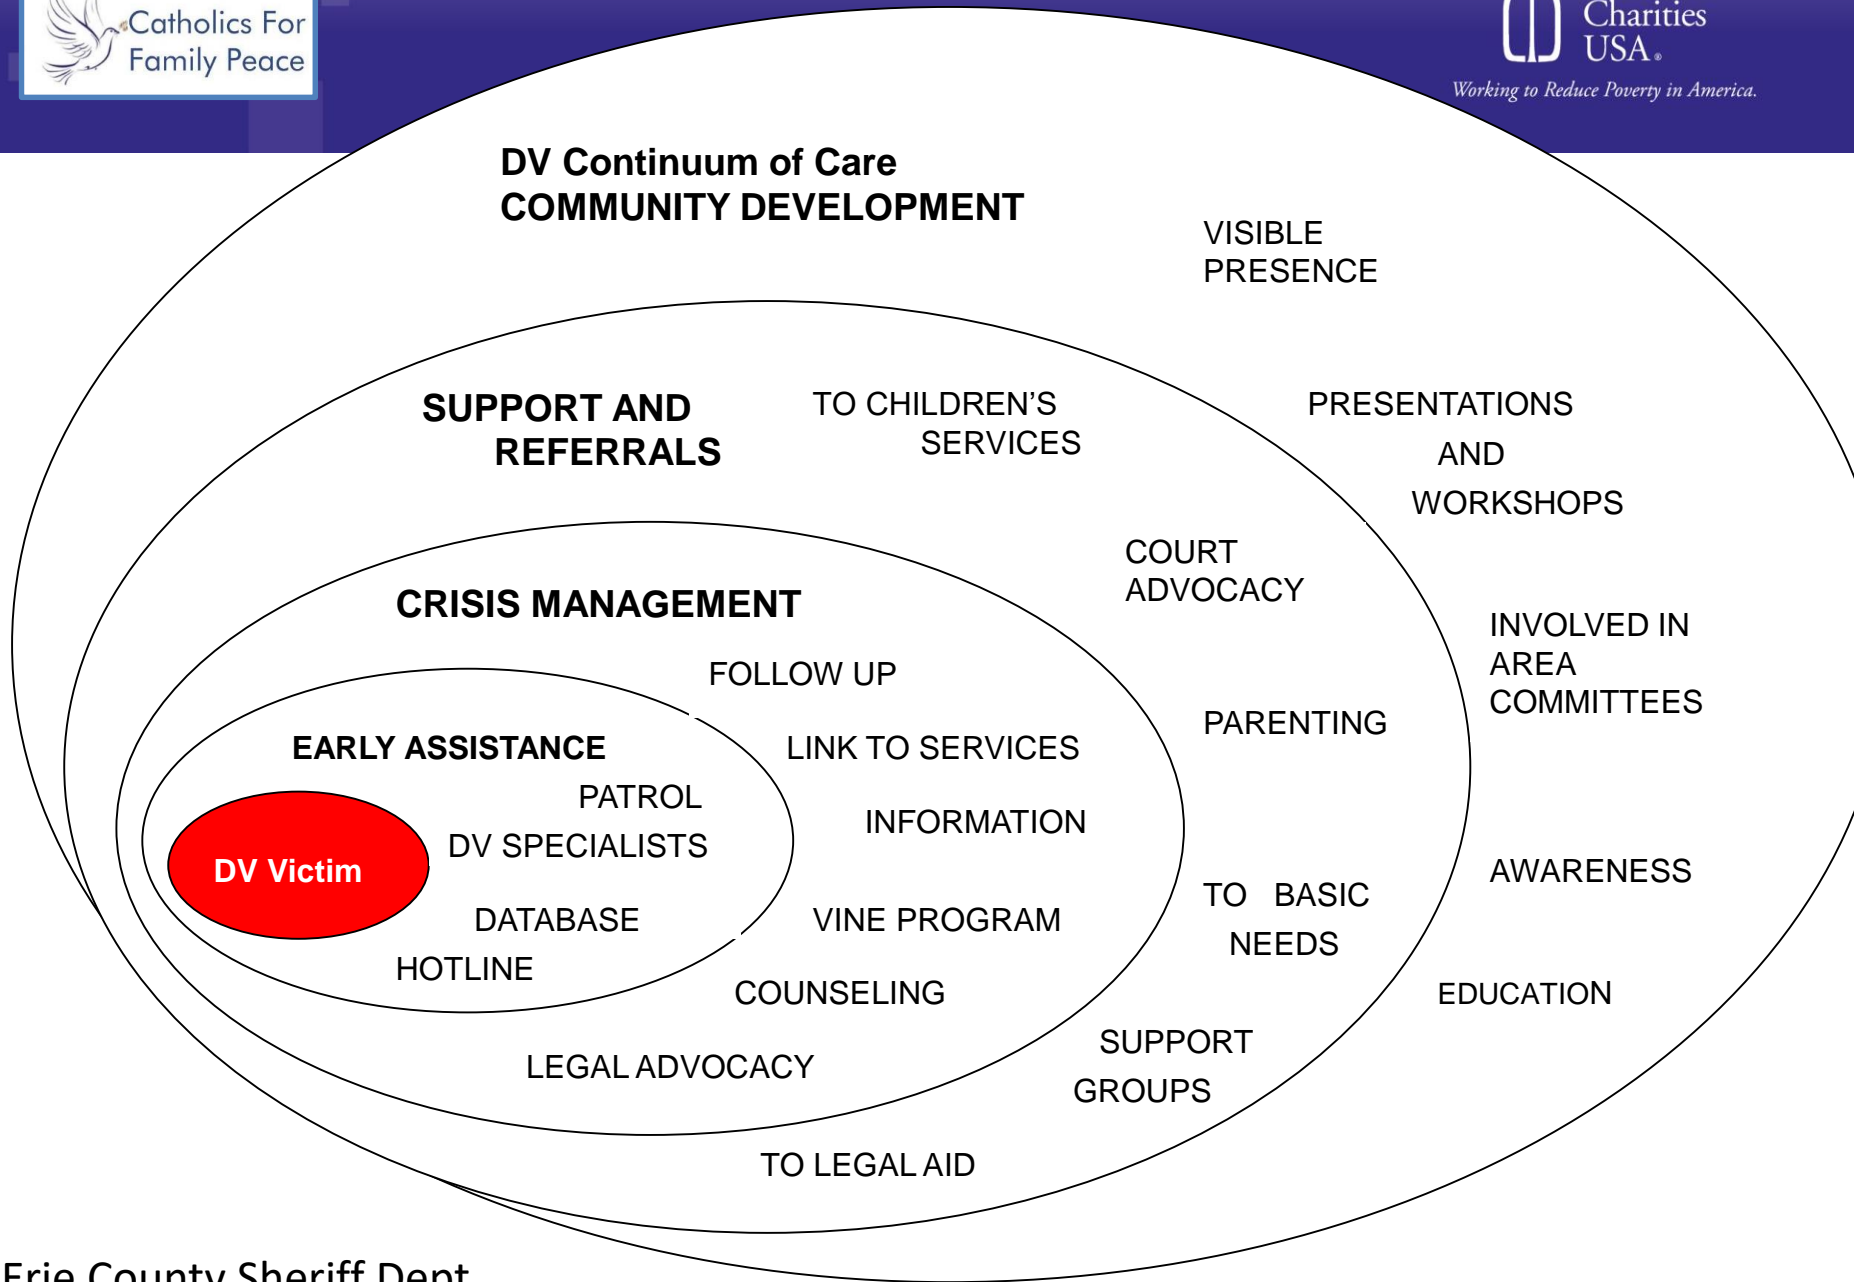 Catholics For
Family Peace
Charities
USA®
Working to Reduce Poverty in America.
DV Continuum of Care
COMMUNITY DEVELOPMENT
VISIBLE
PRESENCE
SUPPORT AND
REFERRALS
TO CHILDREN’S
SERVICES
PRESENTATIONS
AND
WORKSHOPS
COURT
ADVOCACY
CRISIS MANAGEMENT
INVOLVED IN
AREA
COMMITTEES
FOLLOW UP
PARENTING
EARLY ASSISTANCE
LINK TO SERVICES
PATROL
INFORMATION
DV SPECIALISTS
DV Victim
AWARENESS
TO BASIC
NEEDS
DATABASE
VINE PROGRAM
HOTLINE
COUNSELING
EDUCATION
SUPPORT
GROUPS
LEGAL ADVOCACY
TO LEGAL AID
Erie County Sheriff Dept